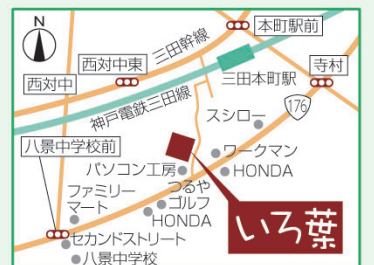 N
本町駅前
三田幹線
西対中東
寺村
西対中
三田本町駅
神戸電鉄三田線
176
スシロー
八景中学校前
ワークマン
パソコン工房
HONDA
ファミリー
マート
つるや
ゴルフ
HONDA
いろ葉
セカンドストリート
八景中学校